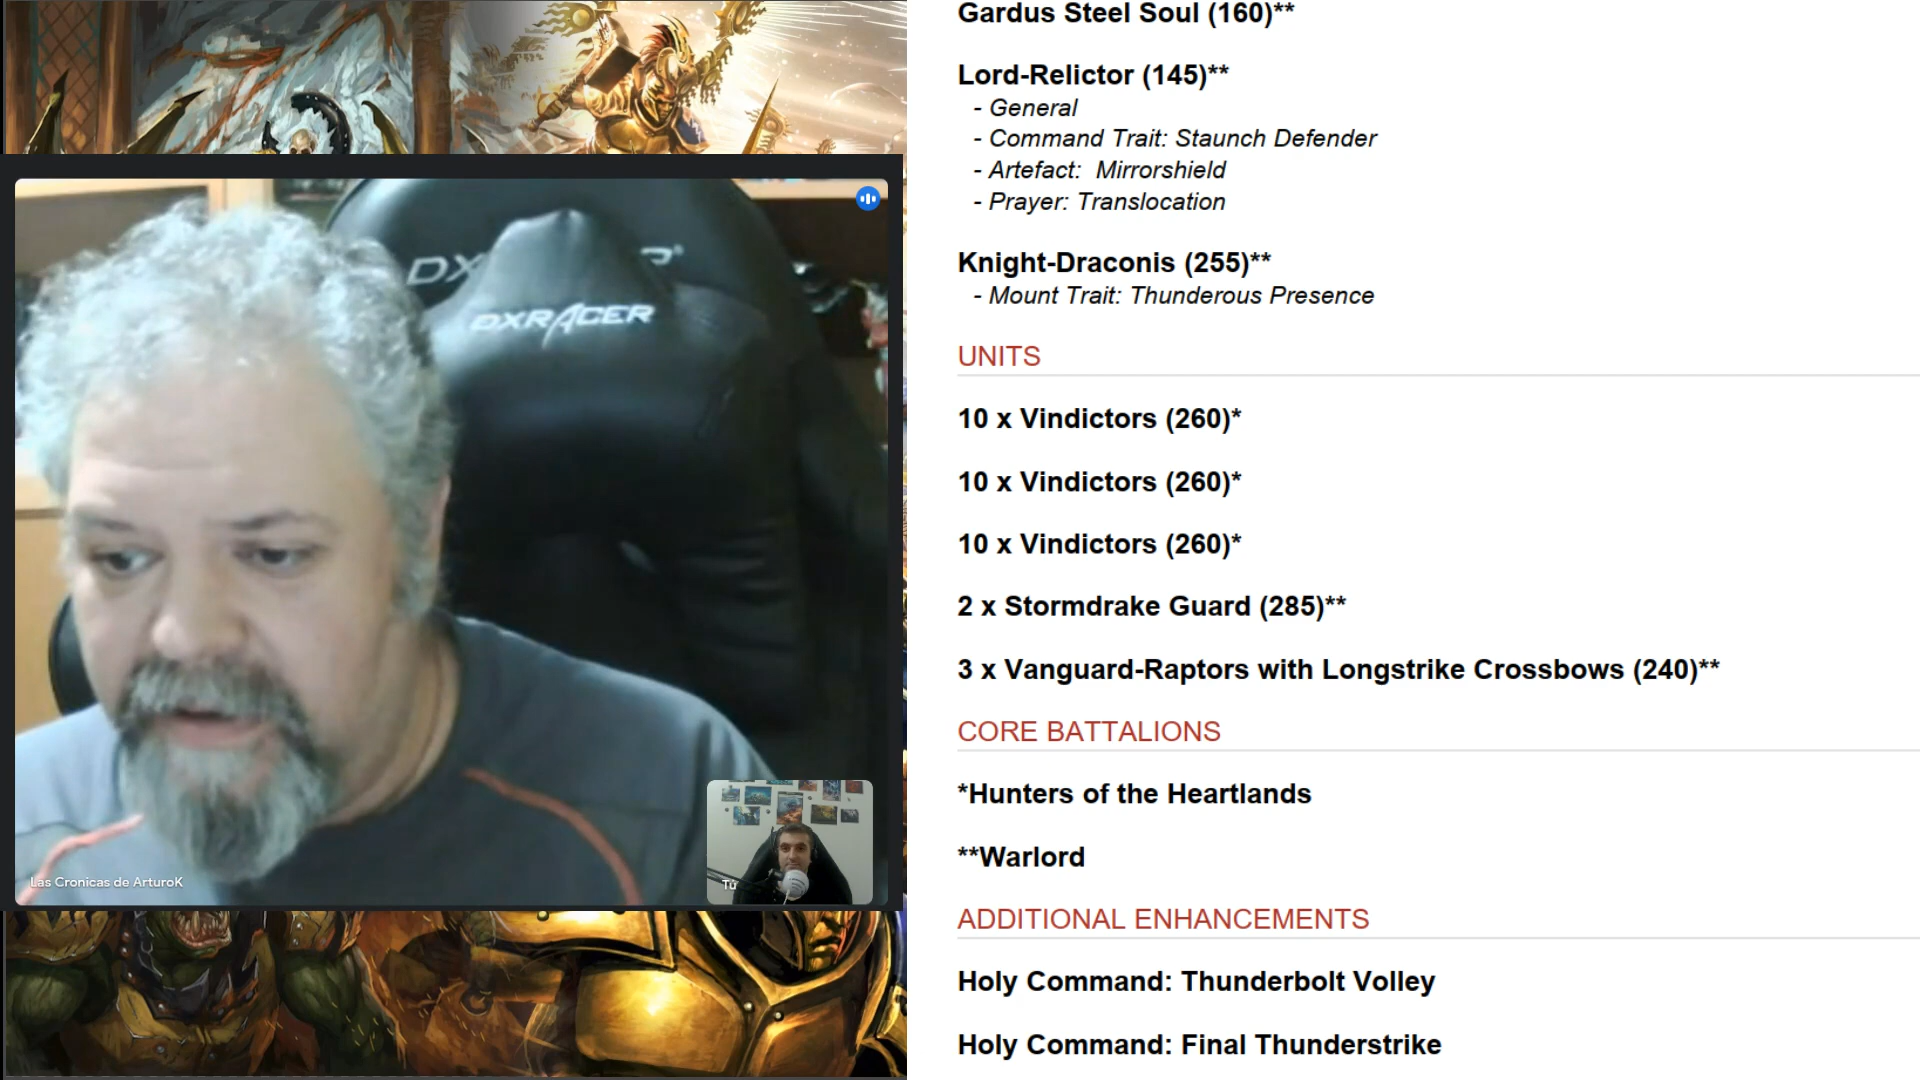 Gardus Steel Soul (160)**
Lord-Relictor (145)**
- General
- Command Trait: Staunch Defender
- Artefact: Mirrorshield
- Prayer: Translocation
Knight-Draconis (255)**
- Mount Trait: Thunderous Presence
UNITS
10 x Vindictors (260)*
10 x Vindictors (260)*
10 x Vindictors (260)*
2 x Stormdrake Guard (285)**
3 x Vanguard-Raptors with Longstrike Crossbows (240)**
CORE BATTALIONS
*Hunters of the Heartlands
**Warlord
ADDITIONAL ENHANCEMENTS
Holy Command: Thunderbolt Volley
Holy Command: Final Thunderstrike
DXRACER
Las Cronicas de ArturoK
Tú